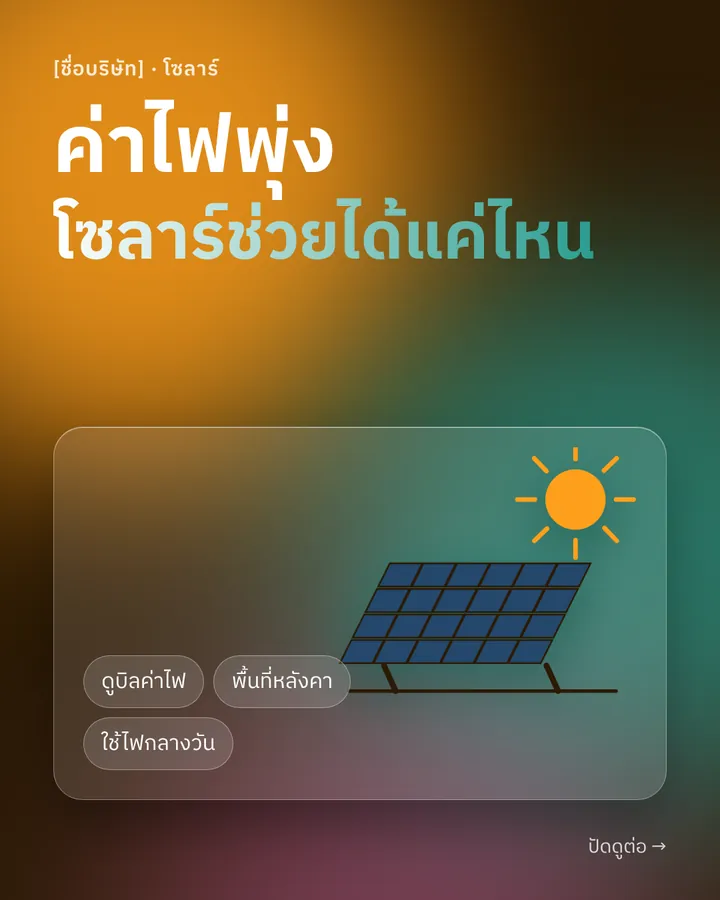 [ชื่อบริษัท] · โซลาร์
ค่าไฟพุ่ง
โซลาร์ช่วยได้แค่ไหน
ดูบิลค่าไฟ
พื้นที่หลังคา
ใช้ไฟกลางวัน
ปัดดูต่อ →